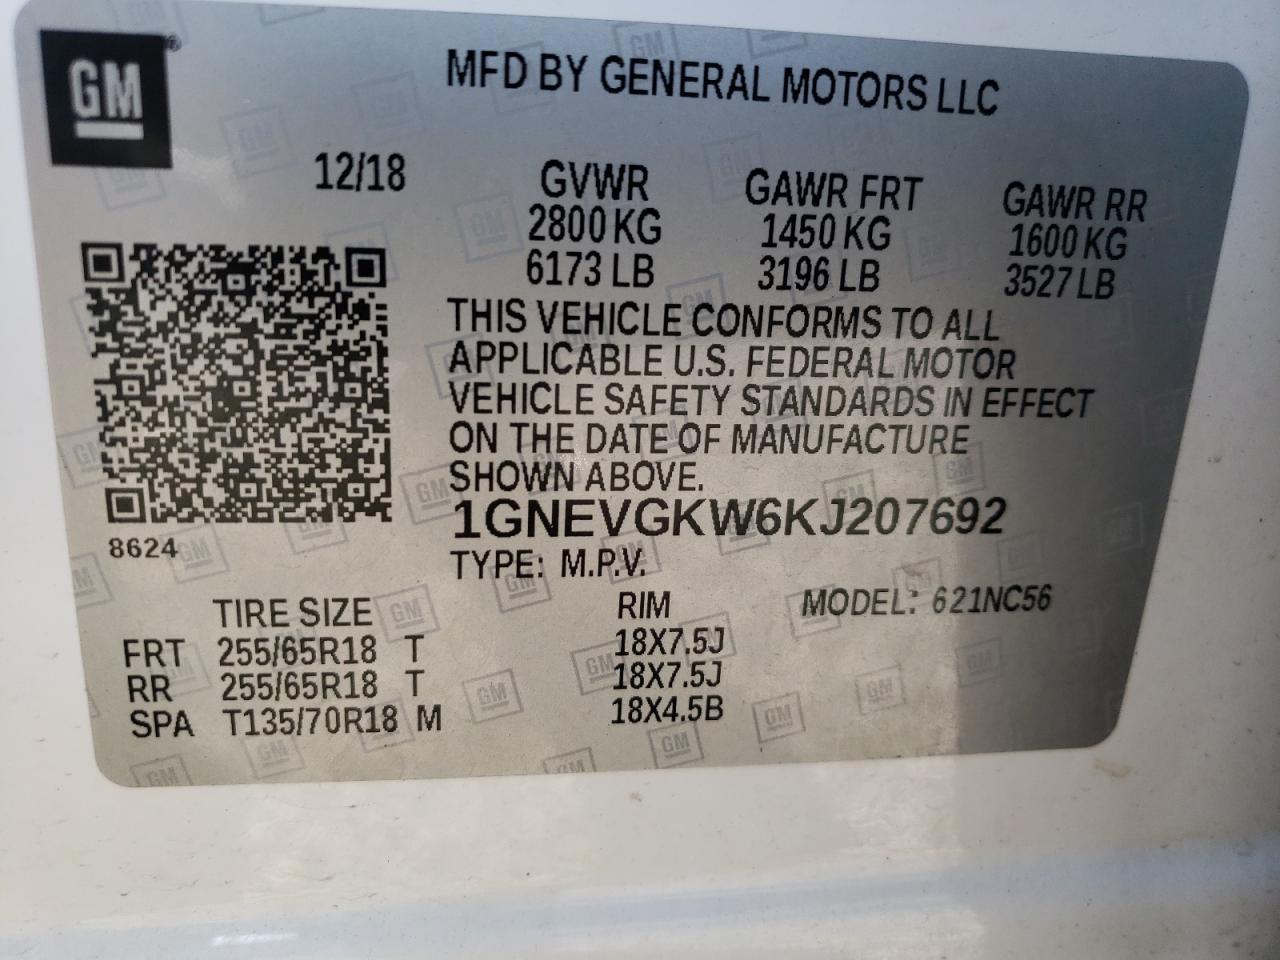 GM®
MFD BY GENERAL MOTORS LLC
12/18
GVWR GAWR FRT GAWR RR
2800 KG 1450 KG 1600 KG
6173 LB 3196 LB 3527 LB
THIS VEHICLE CONFORMS TO ALL
APPLICABLE U.S. FEDERAL MOTOR
VEHICLE SAFETY STANDARDS IN EFFECT
ON THE DATE OF MANUFACTURE
SHOWN ABOVE.
1GNEVGKW6KJ207692
8624
TYPE: M.P.V.
TIRE SIZE RIM MODEL: 621NC56
FRT 255/65R18 T 18X7.5J
RR 255/65R18 T 18X7.5J
SPA T135/70R18 M 18X4.5B